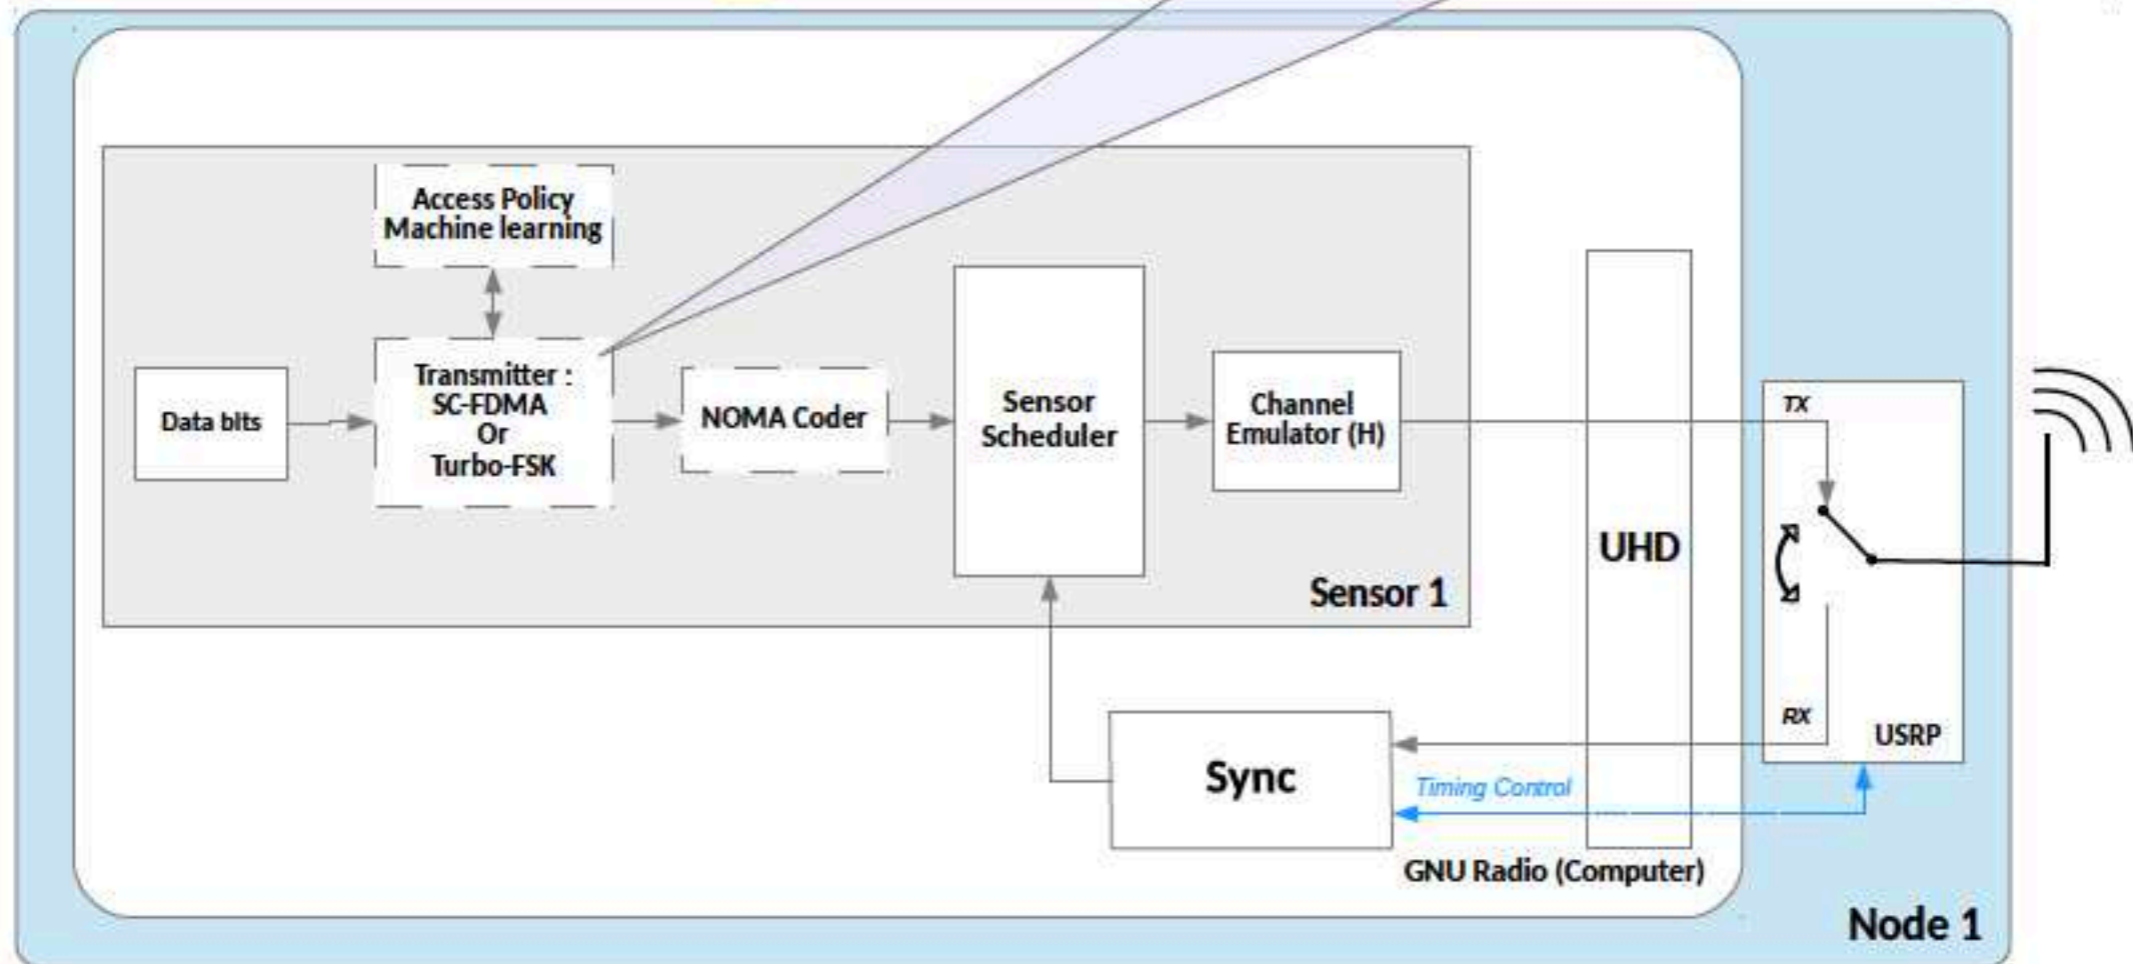 Access Policy
Machine learning
Data bits
Transmitter :
SC-FDMA
Or
Turbo-FSK
NOMA Coder
Sensor
Scheduler
Channel
Emulator (H)
Sensor 1
UHD
TX
RX
USRP
Sync
Timing Control
GNU Radio (Computer)
Node 1